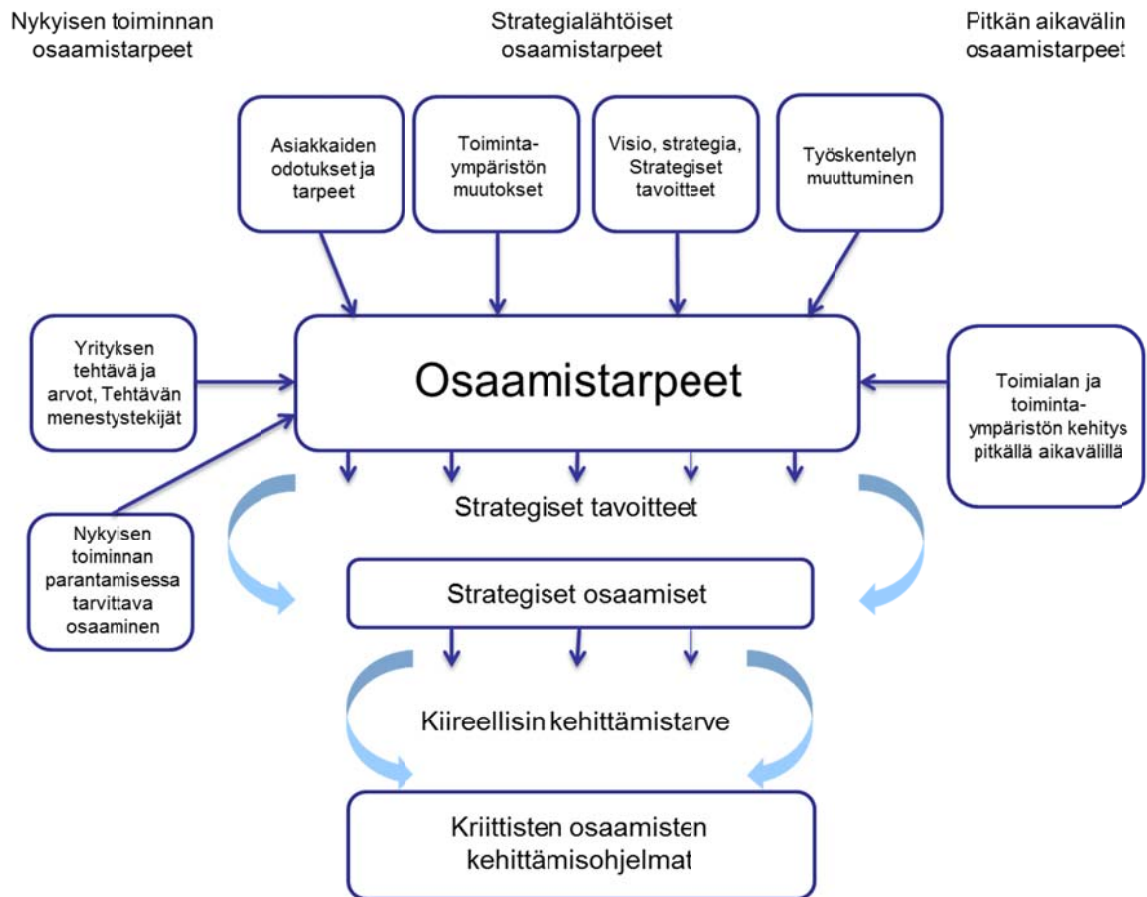 Nykyisen toiminnan
osaamistarpeet
Strategialähtöiset
osaamistarpeet
Pitkän aikavälin
osaamistarpeet
Asiakkaiden
odotukset ja
tarpeet
Toiminta-
ympäristön
muutokset
Visio, strategia,
Strategiset
tavoitteet
Työskentelyn
muuttuminen
Yrityksen
tehtävä ja
arvot, Tehtävän
menestystekijät
Osaamistarpeet
Toimialan ja
toiminta-
ympäristön kehitys
pitkällä aikavälillä
Nykyisen
toiminnan
parantamisessa
tarvittava
osaaminen
Strategiset tavoitteet
Strategiset osaamiset
Kiireellisin kehittämistarve
Kriittisten osaamisten
kehittämisohjelmat